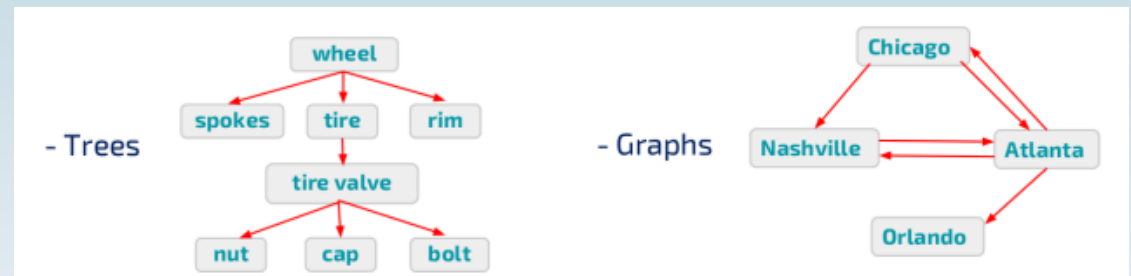 - Trees
wheel
spokes tire rim
tire valve
nut cap bolt
- Graphs
Chicago
Nashville Atlanta
Orlando